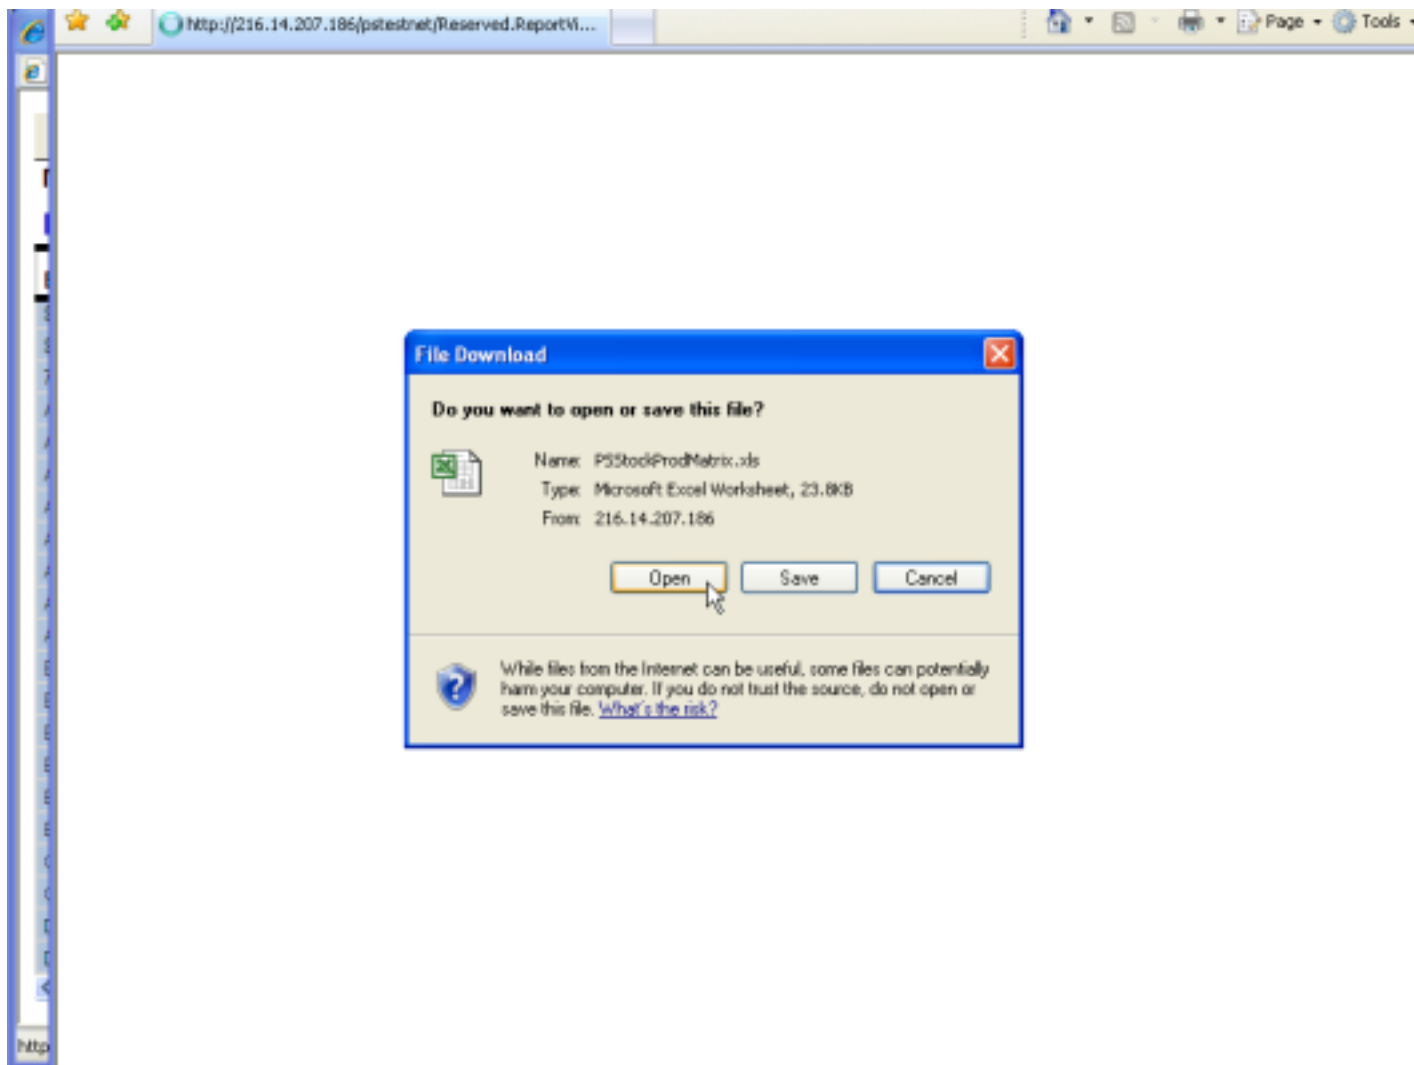 http://216.14.207.186/pstestnet/Reserved.ReportVi...
Page
Tools
File Download
Do you want to open or save this file?
Name: PSStockProdMatrix.xls
Type: Microsoft Excel Worksheet, 23.8KB
From: 216.14.207.186
Open
Save
Cancel
While files from the Internet can be useful, some files can potentially
harm your computer. If you do not trust the source, do not open or
save this file. What's the risk?
http